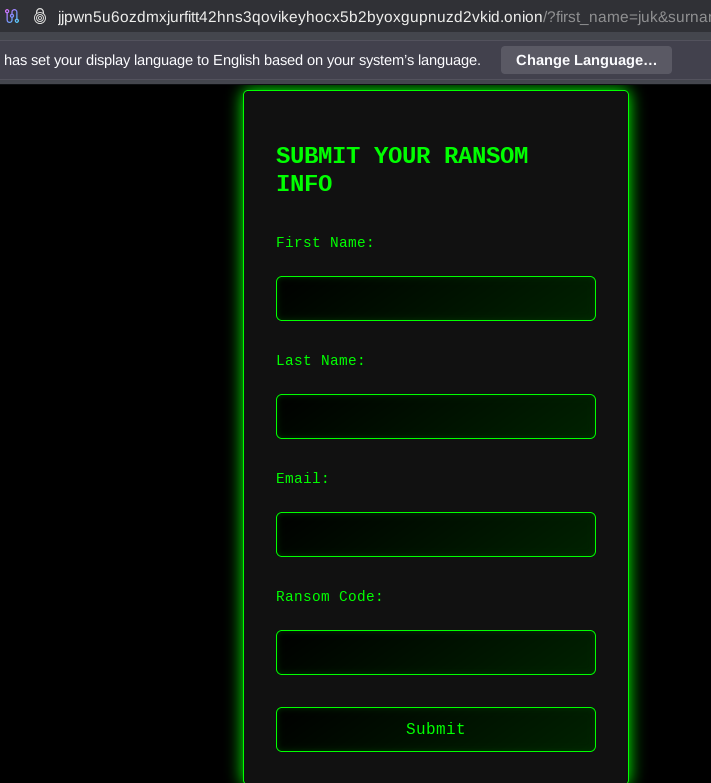 jjpwn5u6ozdmxjurfitt42hns3qovikeyhocx5b2byoxgupnuzd2vkid.onion/?first_name=juk&surnar
has set your display language to English based on your system's language.
Change Language...
SUBMIT YOUR RANSOM
INFO
First Name:
Last Name:
Email:
Ransom Code:
Submit